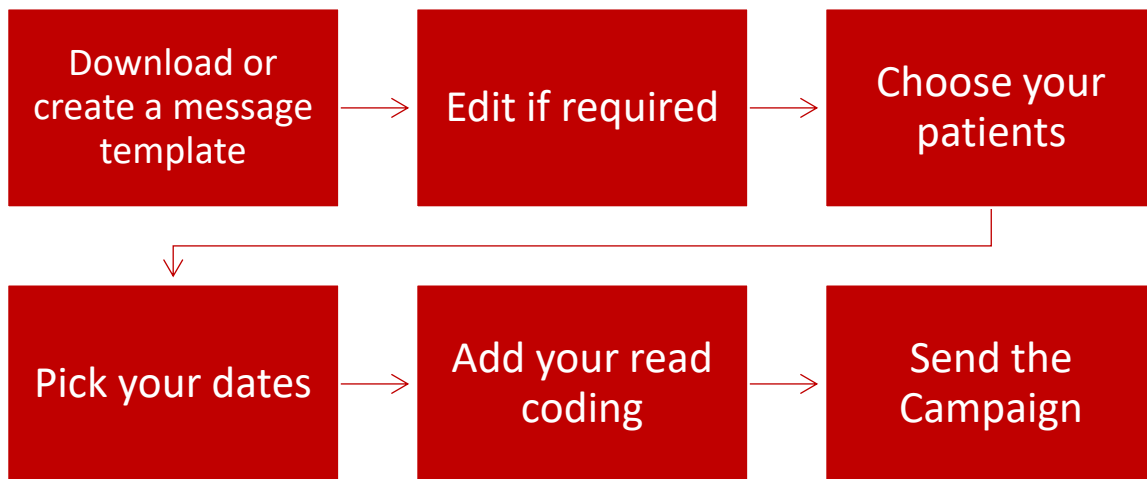 Download or
create a message
template
Edit if required
Choose your
patients
Pick your dates
Add your read
coding
Send the
Campaign